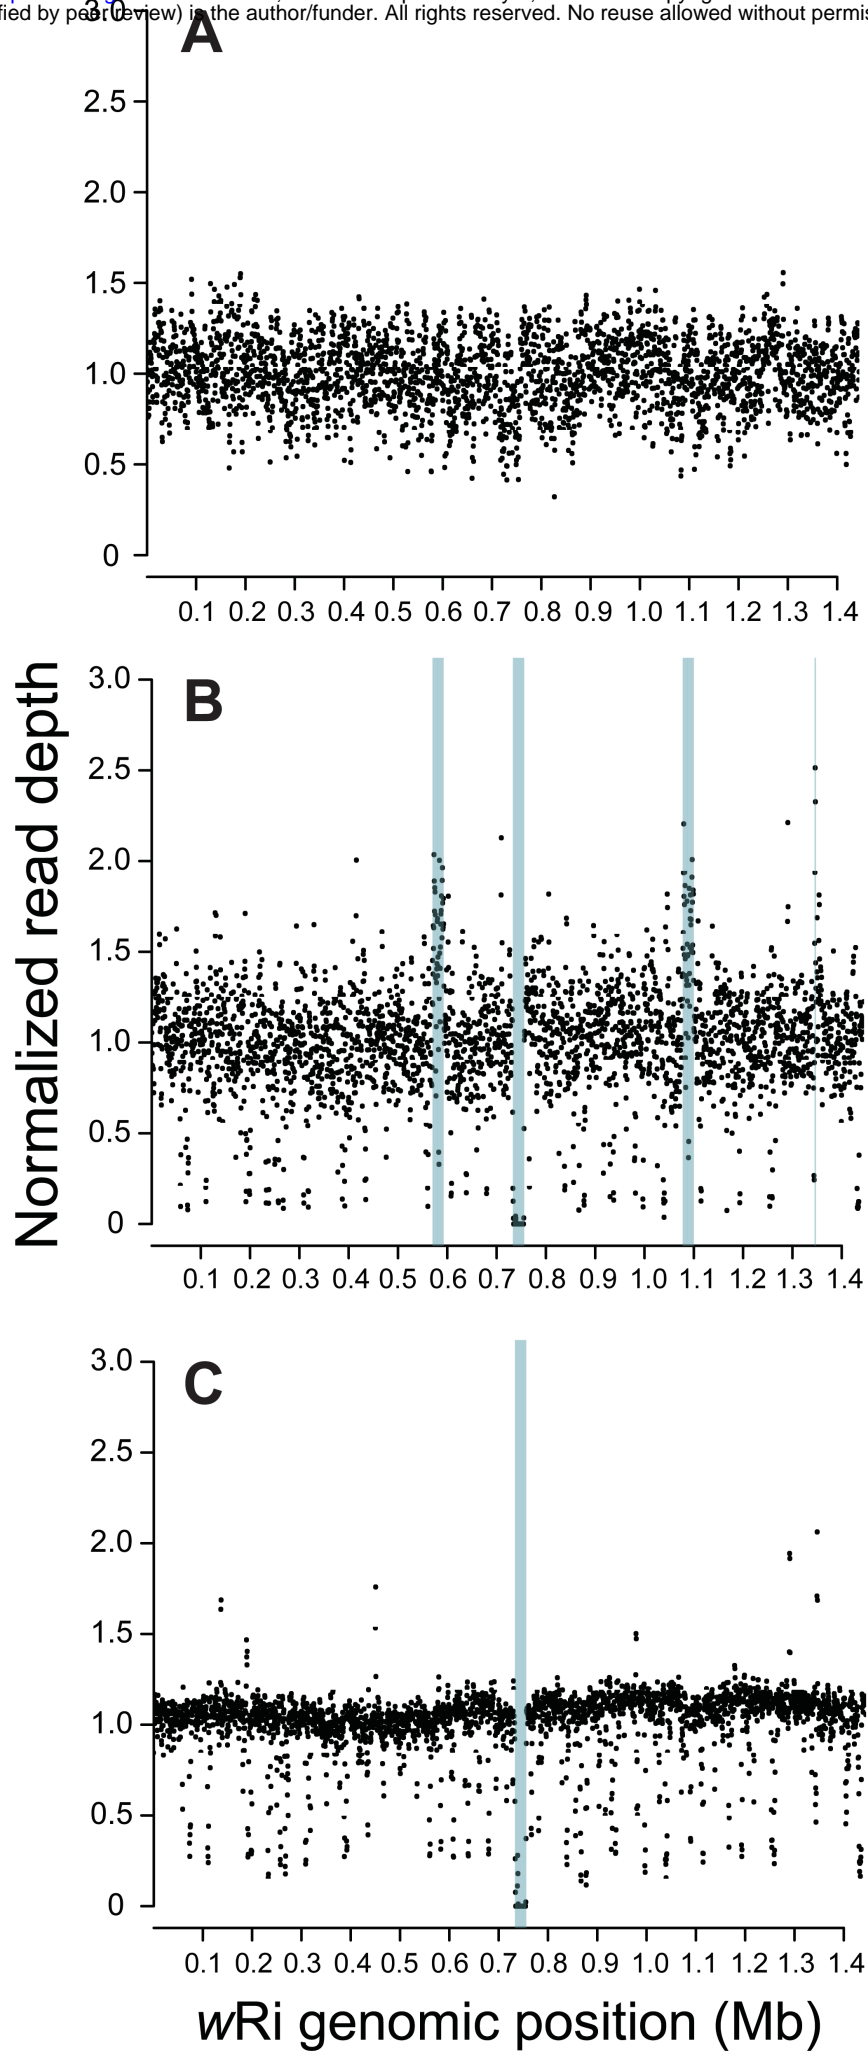 fied by peer review) is the author/funder. All rights reserved. No reuse allowed without permis
3.0
A
2.5
2.0
1.5
1.0
0.5
0
0.1 0.2 0.3 0.4 0.5 0.6 0.7 0.8 0.9 1.0 1.1 1.2 1.3 1.4
Normalized read depth
B
3.0
2.5
2.0
1.5
1.0
0.5
0
0.1 0.2 0.3 0.4 0.5 0.6 0.7 0.8 0.9 1.0 1.1 1.2 1.3 1.4
C
3.0
2.5
2.0
1.5
1.0
0.5
0
0.1 0.2 0.3 0.4 0.5 0.6 0.7 0.8 0.9 1.0 1.1 1.2 1.3 1.4
wRi genomic position (Mb)